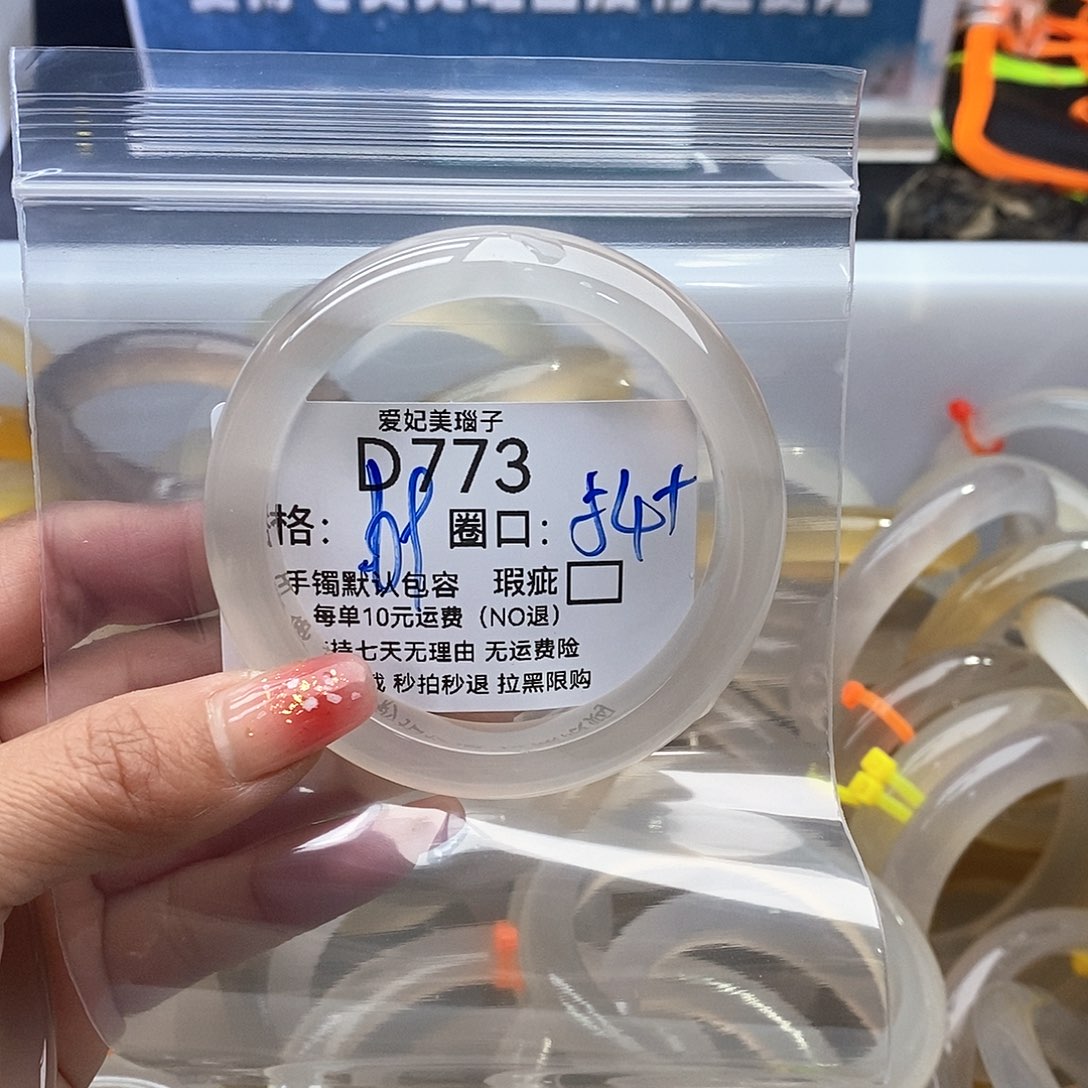 爱妃美瑙子
D773
格： 圈口：54+
手镯默认包容 瑕疵
每单10元运费（NO退）
持七天无理由 无运费险
秒拍秒退 拉黑限购